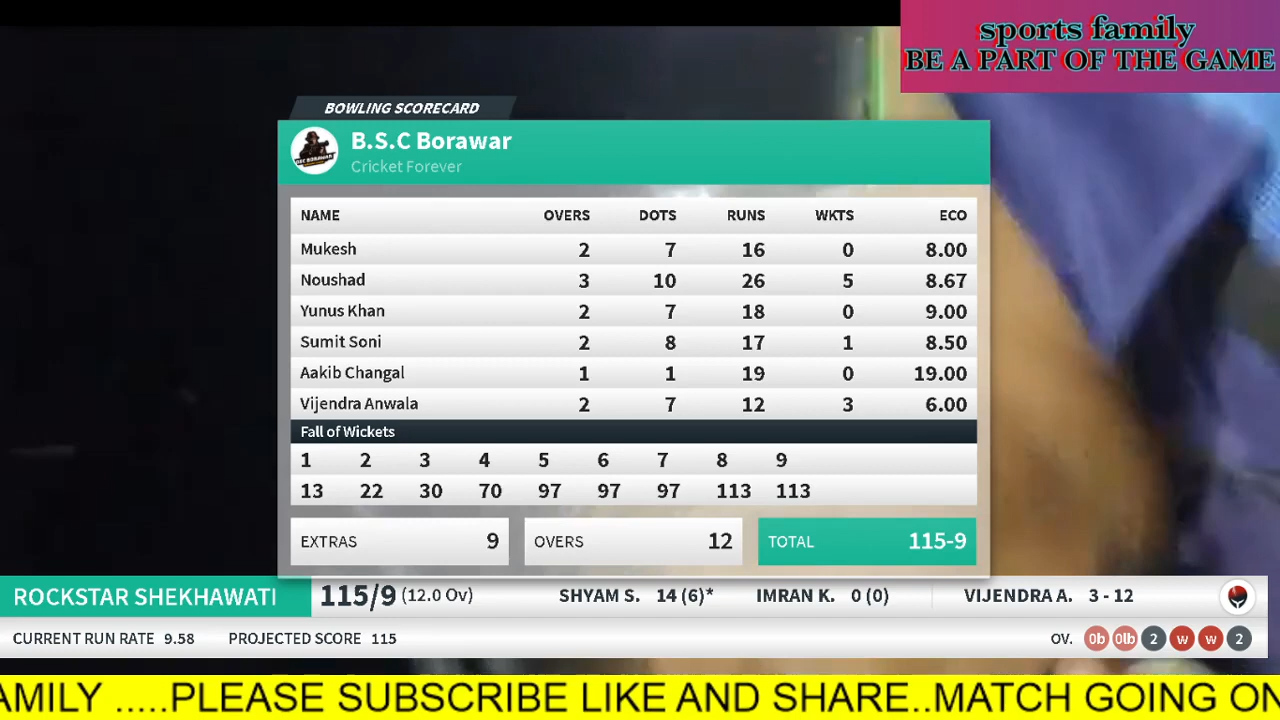 sports family
BE A PART OF THE GAME
BOWLING SCORECARD
B.S.C Borawar
Cricket Forever
BSC BORAWAR
NAME OVERS DOTS RUNS WKTS ECO
Mukesh 2 7 16 0 8.00
Noushad 3 10 26 5 8.67
Yunus Khan 2 7 18 0 9.00
Sumit Soni 2 8 17 1 8.50
Aakib Changal 1 1 19 0 19.00
Vijendra Anwala 2 7 12 3 6.00
Fall of Wickets
1 2 3 4 5 6 7 8 9
13 22 30 70 97 97 97 113 113
EXTRAS 9 OVERS 12 TOTAL 115-9
ROCKSTAR SHEKHAWATI 115/9 (12.0 Ov) SHYAM S. 14 (6)* IMRAN K. 0 (0) VIJENDRA A. 3 - 12
CURRENT RUN RATE 9.58 PROJECTED SCORE 115 OV. 0b 0lb 2 w w 2
AMILY .....PLEASE SUBSCRIBE LIKE AND SHARE..MATCH GOING ON